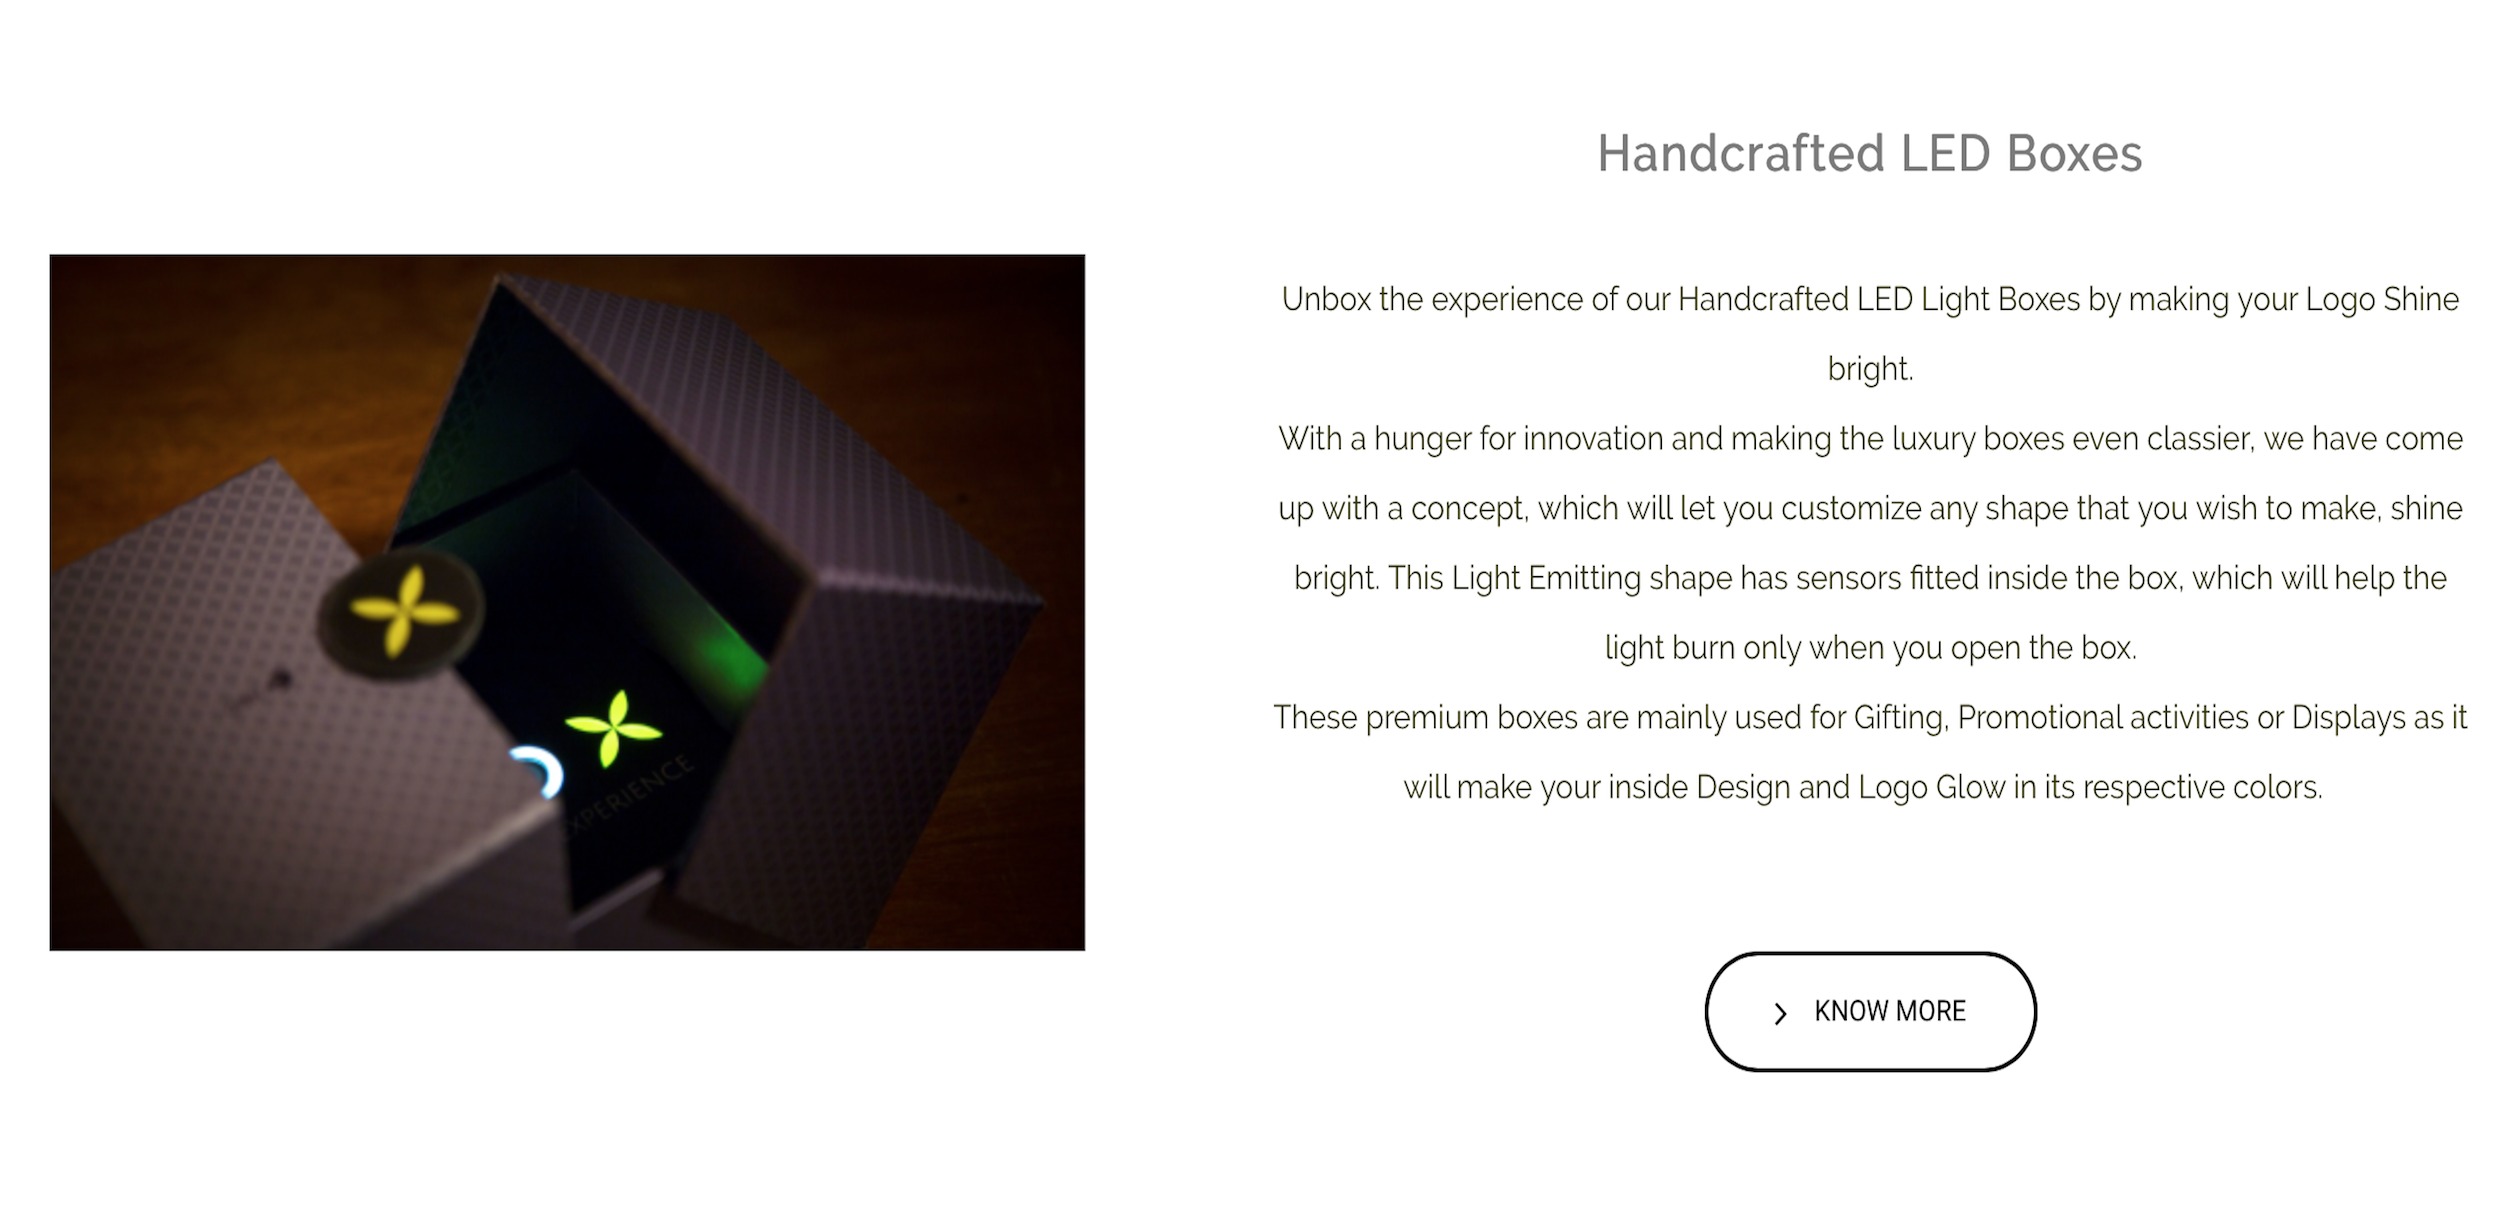 Handcrafted LED Boxes
Unbox the experience of our Handcrafted LED Light Boxes by making your Logo Shine
bright.
With a hunger for innovation and making the luxury boxes even classier, we have come
up with a concept, which will let you customize any shape that you wish to make, shine
bright. This Light Emitting shape has sensors fitted inside the box, which will help the
light burn only when you open the box.
These premium boxes are mainly used for Gifting, Promotional activities or Displays as it
will make your inside Design and Logo Glow in its respective colors.
XPERIENCE
KNOW MORE